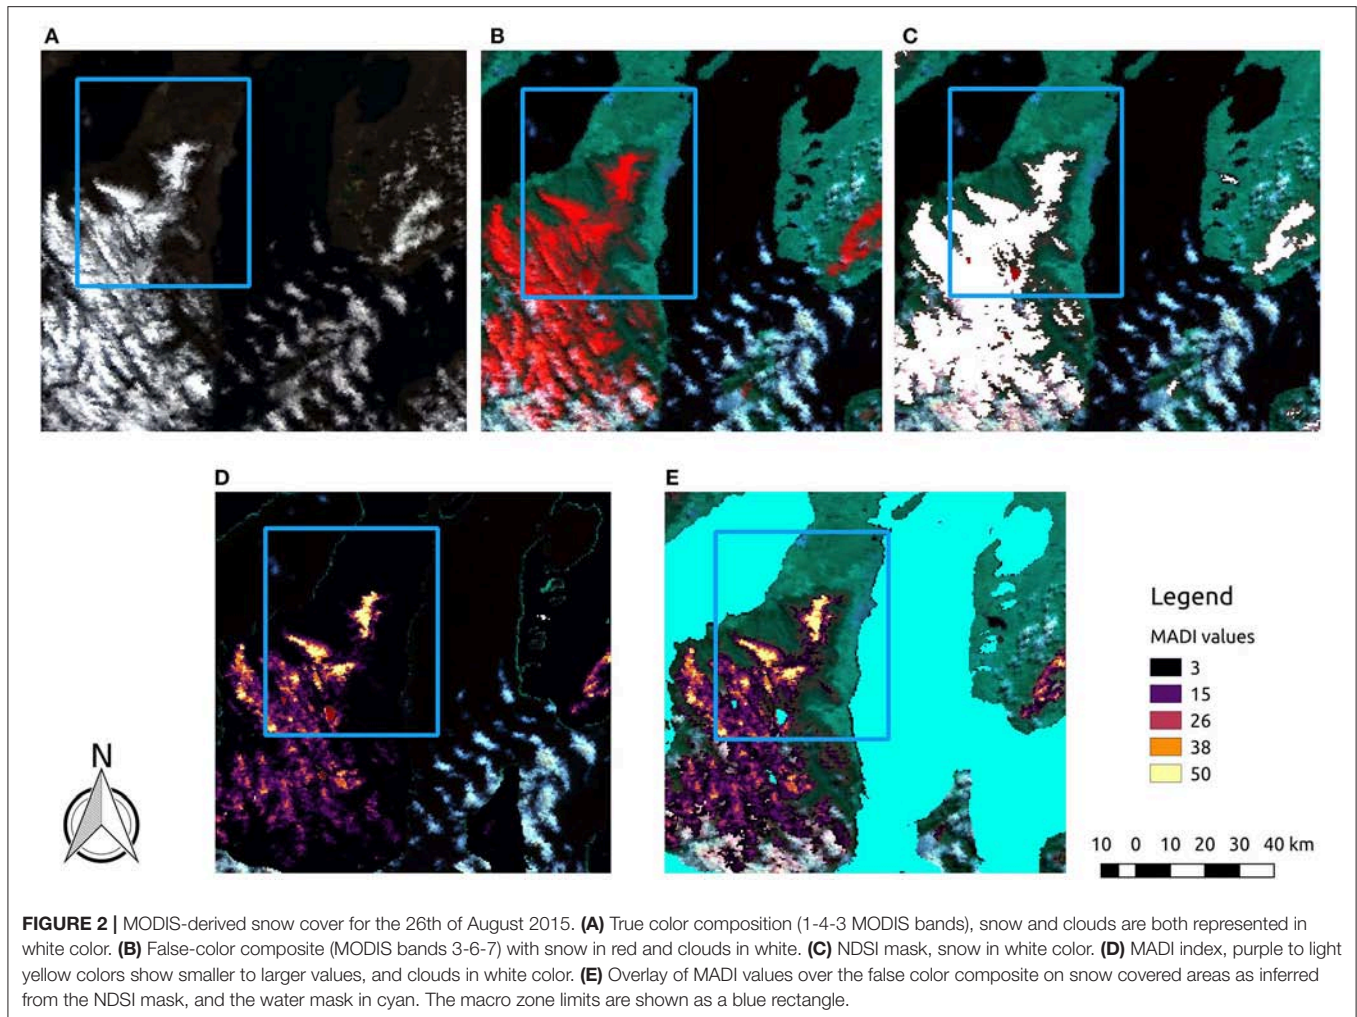 A
B
C
D
E
Legend
MADI values
3
15
26
38
50
N
10 0 10 20 30 40 km
FIGURE 2 | MODIS-derived snow cover for the 26th of August 2015. (A) True color composition (1-4-3 MODIS bands), snow and clouds are both represented in
white color. (B) False-color composite (MODIS bands 3-6-7) with snow in red and clouds in white. (C) NDSI mask, snow in white color. (D) MADI index, purple to light
yellow colors show smaller to larger values, and clouds in white color. (E) Overlay of MADI values over the false color composite on snow covered areas as inferred
from the NDSI mask, and the water mask in cyan. The macro zone limits are shown as a blue rectangle.